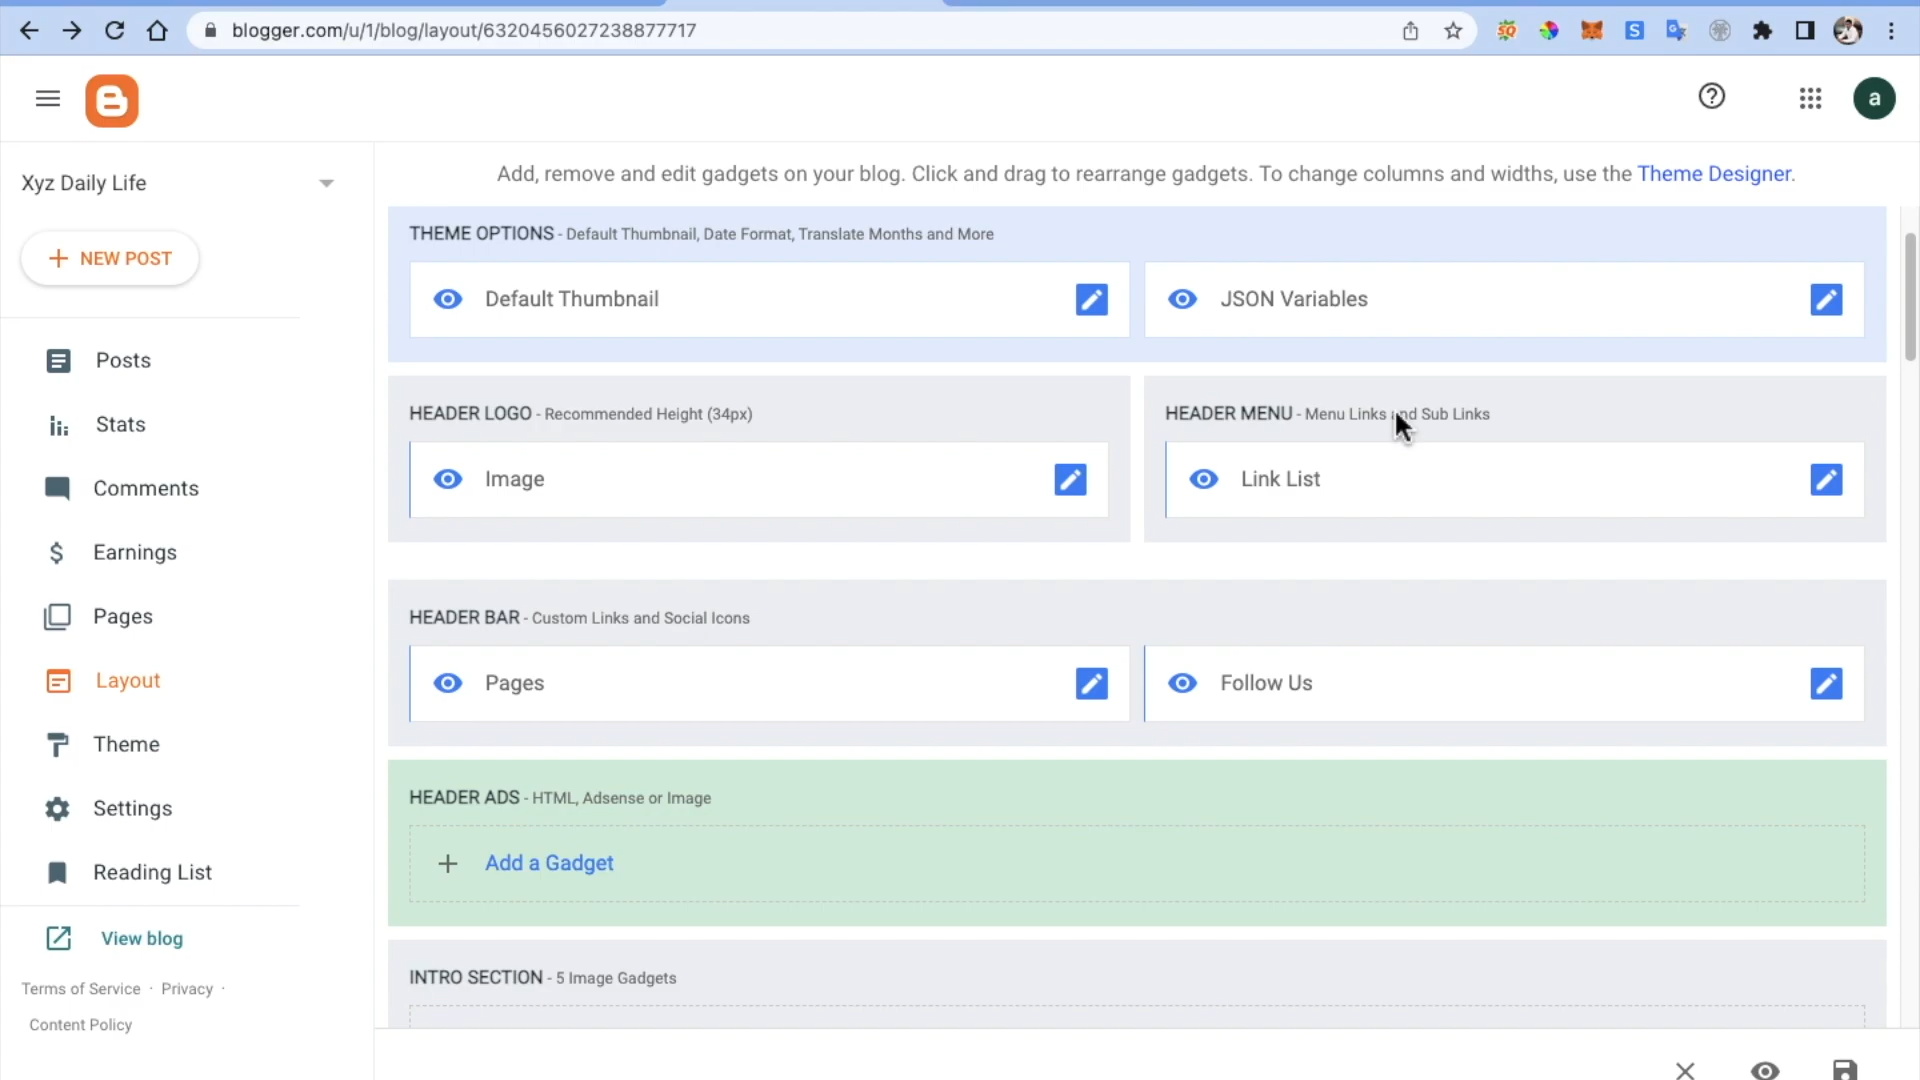 blogger.com/u/1/blog/layout/6320456027238877717
SQ
S
G
a
Xyz Daily Life
NEW POST
Posts
Stats
Comments
Earnings
Pages
Layout
Theme
Settings
Reading List
View blog
Terms of Service · Privacy ·
Content Policy
Add, remove and edit gadgets on your blog. Click and drag to rearrange gadgets. To change columns and widths, use the Theme Designer.
THEME OPTIONS - Default Thumbnail, Date Format, Translate Months and More
Default Thumbnail
JSON Variables
HEADER LOGO - Recommended Height (34px)
Image
HEADER MENU - Menu Links and Sub Links
Link List
HEADER BAR - Custom Links and Social Icons
Pages
Follow Us
HEADER ADS - HTML, Adsense or Image
Add a Gadget
INTRO SECTION - 5 Image Gadgets